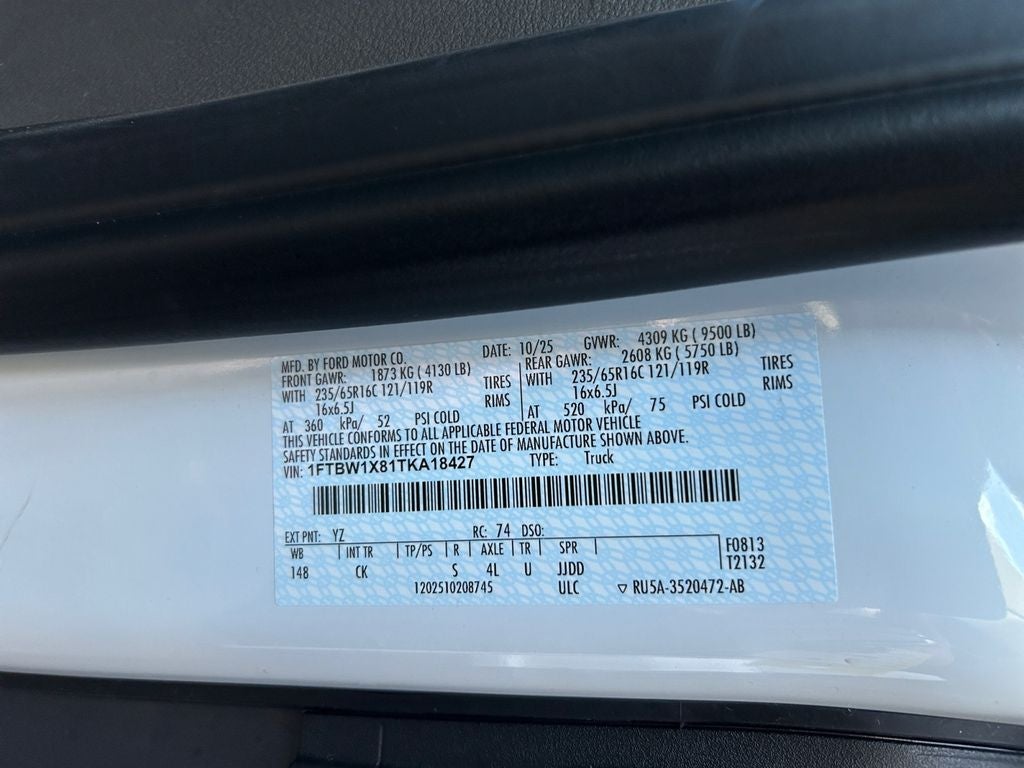 MFD. BY FORD MOTOR CO. DATE: 10/25 GVWR: 4309 KG ( 9500 LB)
FRONT GAWR: 1873 KG ( 4130 LB) REAR GAWR: 2608 KG ( 5750 LB)
WITH 235/65R16C 121/119R TIRES WITH 235/65R16C 121/119R TIRES
16x6.5J RIMS 16x6.5J RIMS
AT 360 kPa/ 52 PSI COLD AT 520 kPa/ 75 PSI COLD
THIS VEHICLE CONFORMS TO ALL APPLICABLE FEDERAL MOTOR VEHICLE
SAFETY STANDARDS IN EFFECT ON THE DATE OF MANUFACTURE SHOWN ABOVE.
VIN: 1FTBW1X81TKA18427 TYPE: Truck
EXT PNT: YZ RC: 74 DSO:
WB INT TR TP/PS R AXLE TR SPR F0813
148 CK S 4L U JJDD T2132
1202510208745 ULC ▽ RU5A-3520472-AB